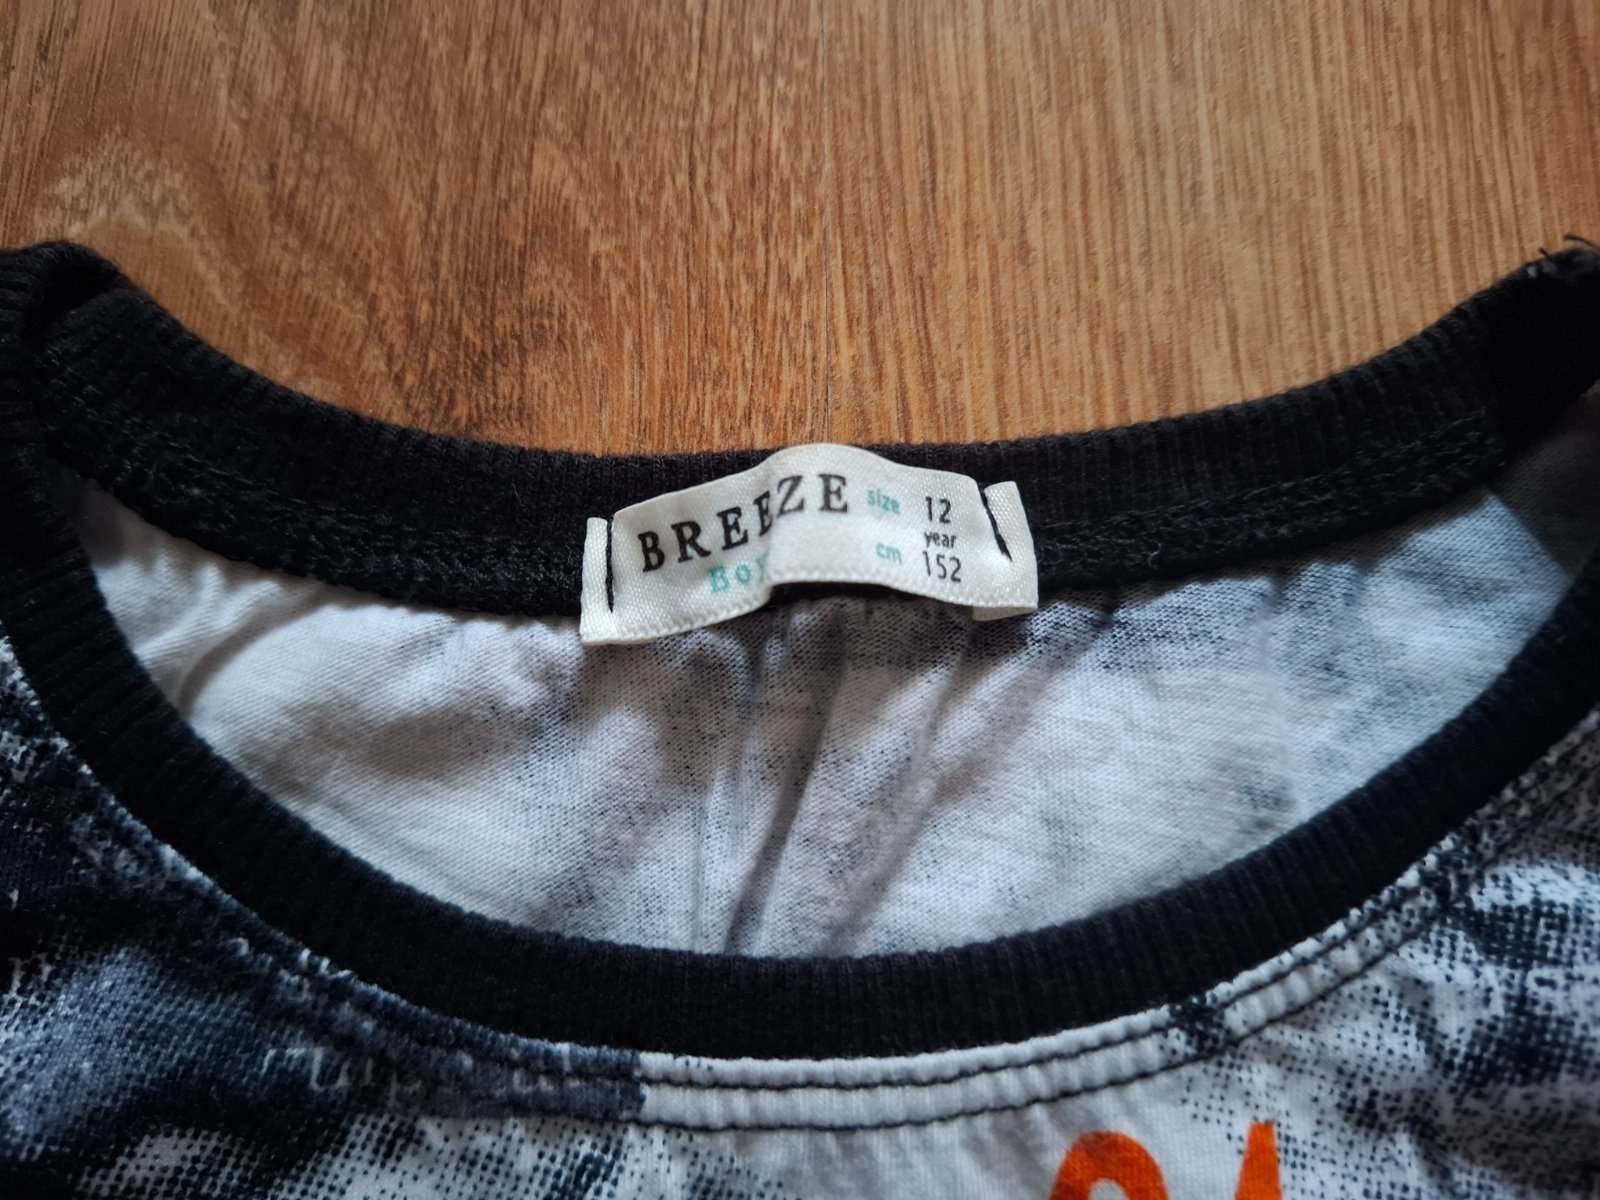 BREEZE
Boy
size 12
year
cm 152